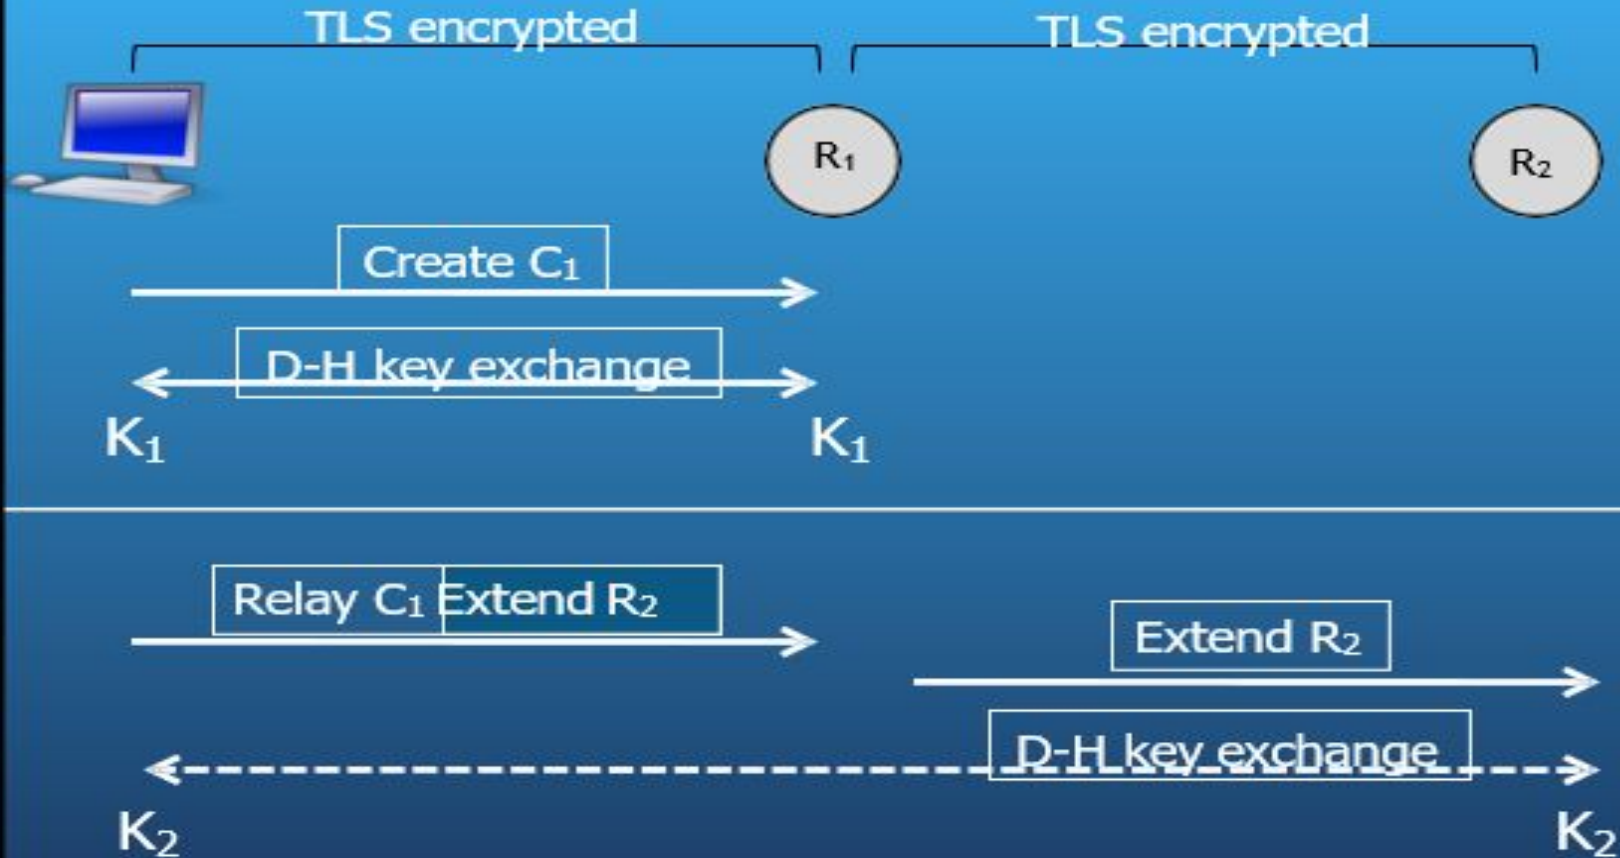 TLS encrypted
TLS encrypted
R₁
R₂
Create C₁
D-H key exchange
K₁
K₁
Relay C₁ Extend R₂
Extend R₂
D-H key exchange
K₂
K₂